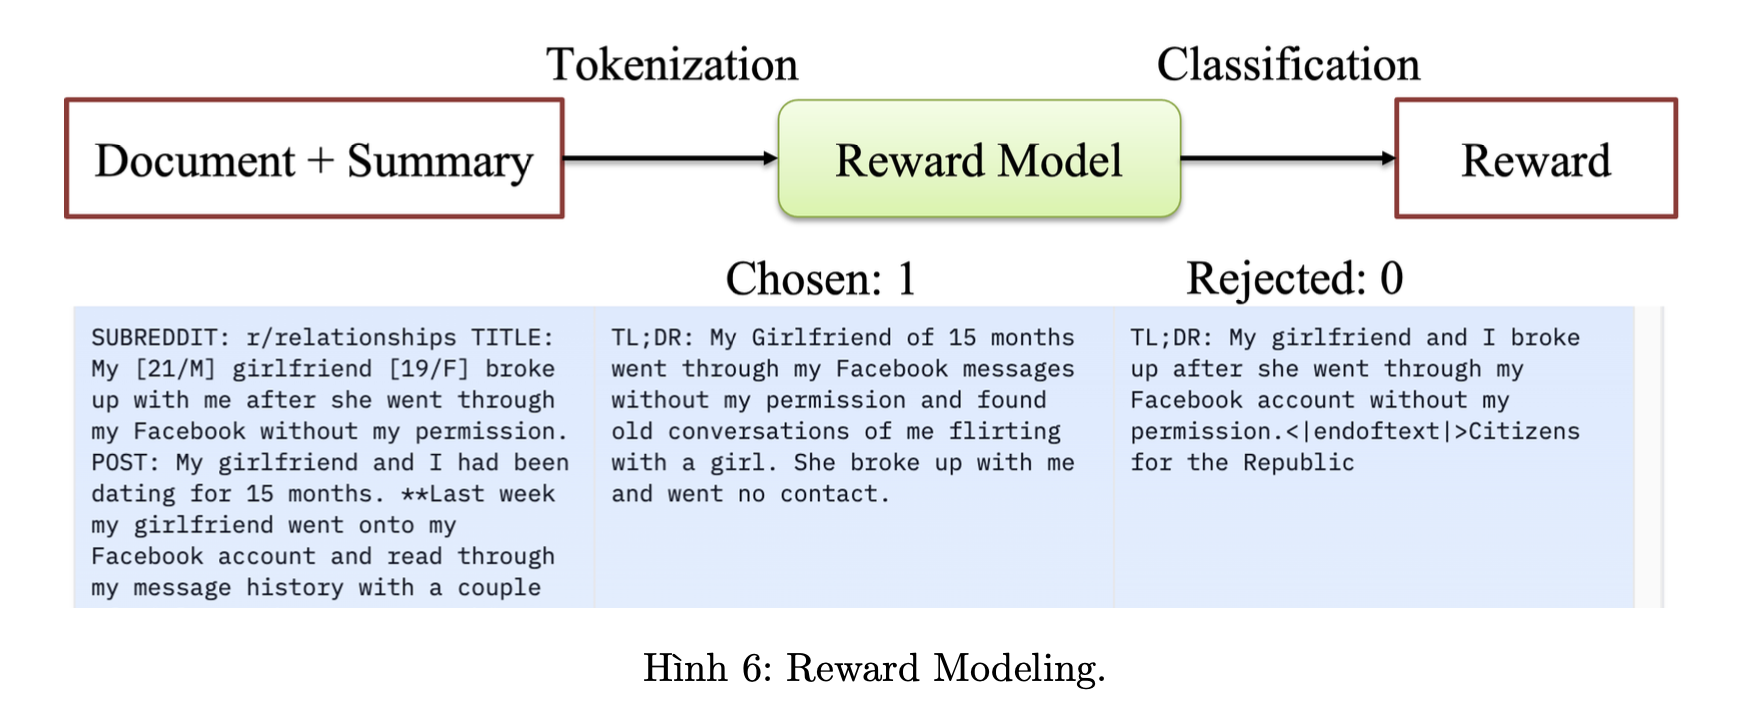 Tokenization
Classification
Document + Summary
Reward Model
Reward
Chosen: 1
Rejected: 0
SUBREDDIT: r/relationships TITLE:
My [21/M] girlfriend [19/F] broke
up with me after she went through
my Facebook without my permission.
POST: My girlfriend and I had been
dating for 15 months. **Last week
my girlfriend went onto my
Facebook account and read through
my message history with a couple
TL;DR: My Girlfriend of 15 months
went through my Facebook messages
without my permission and found
old conversations of me flirting
with a girl. She broke up with me
and went no contact.
TL;DR: My girlfriend and I broke
up after she went through my
Facebook account without my
permission.<|endoftext|>Citizens
for the Republic
Hình 6: Reward Modeling.